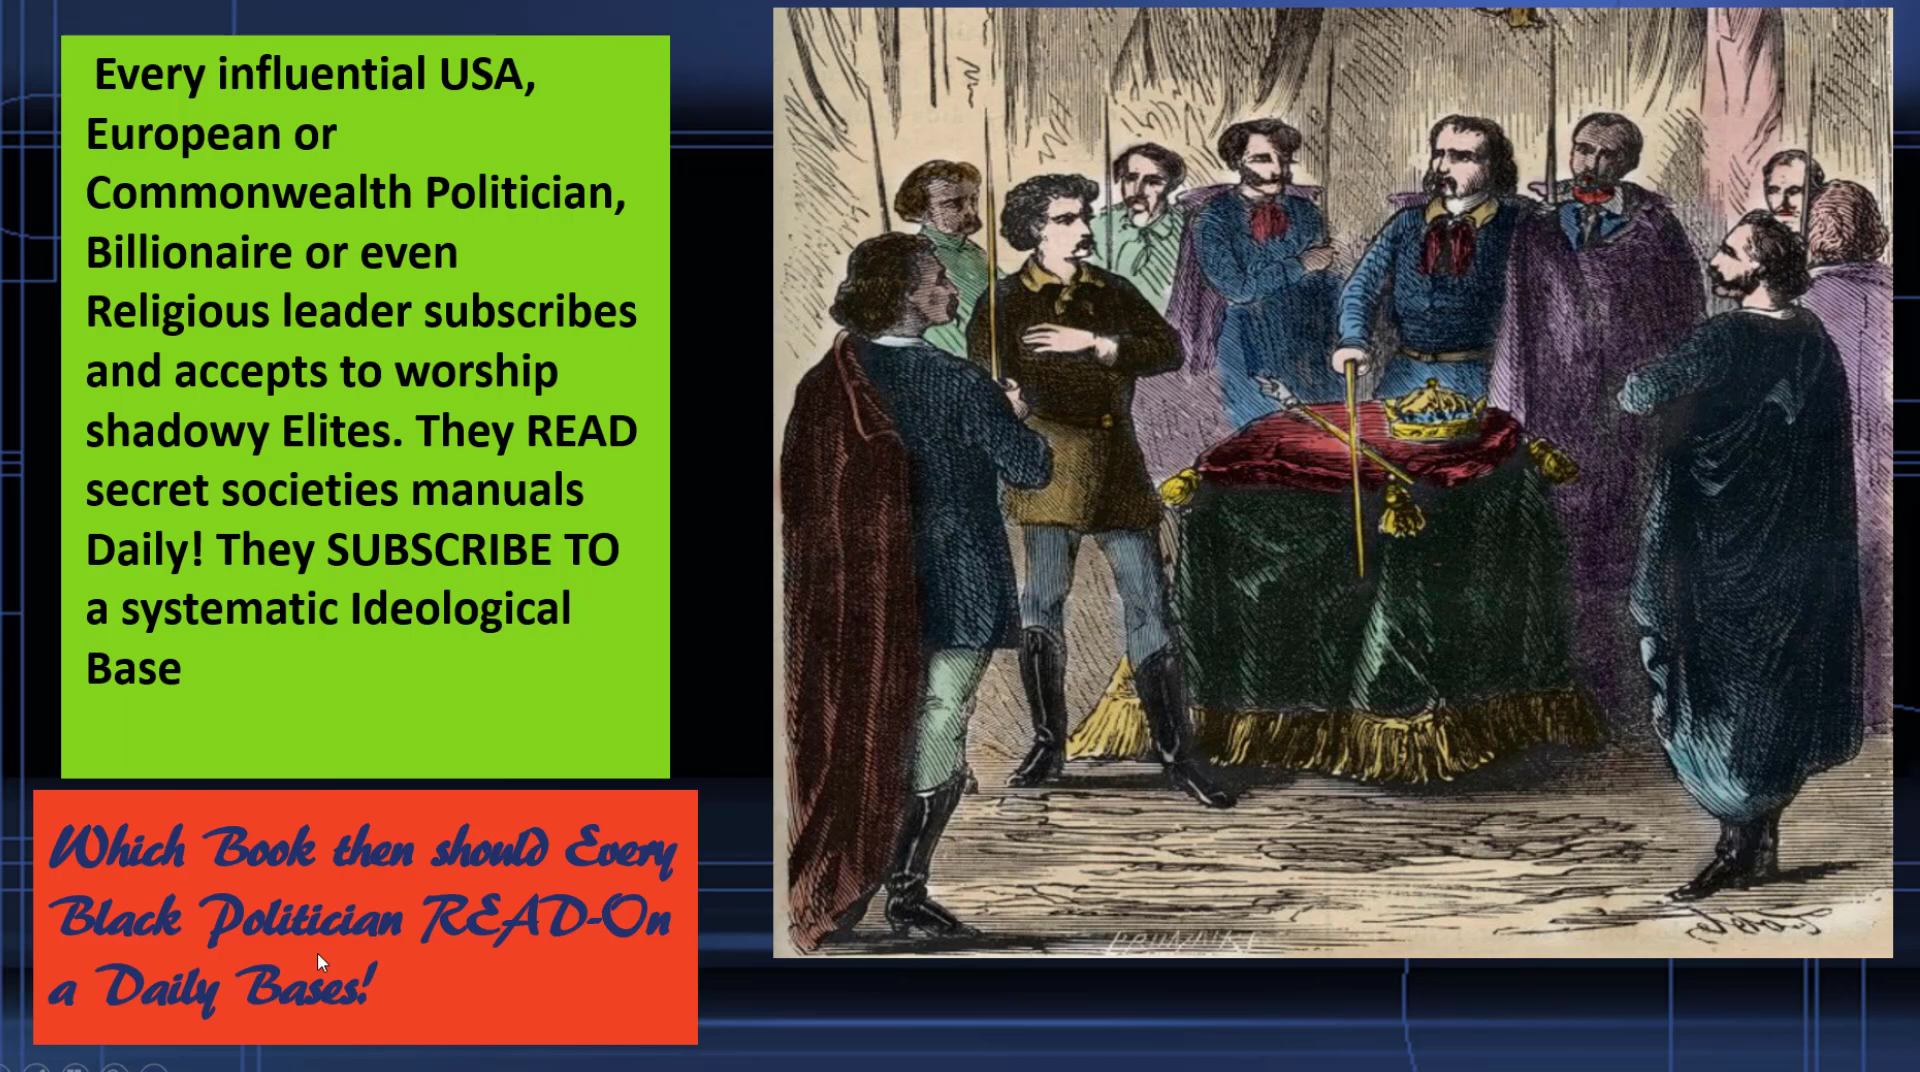 Every influential USA,
European or
Commonwealth Politician,
Billionaire or even
Religious leader subscribes
and accepts to worship
shadowy Elites. They READ
secret societies manuals
Daily! They SUBSCRIBE TO
a systematic Ideological
Base
Which Book then should Every
Black Politician READ-On
a Daily Bases!